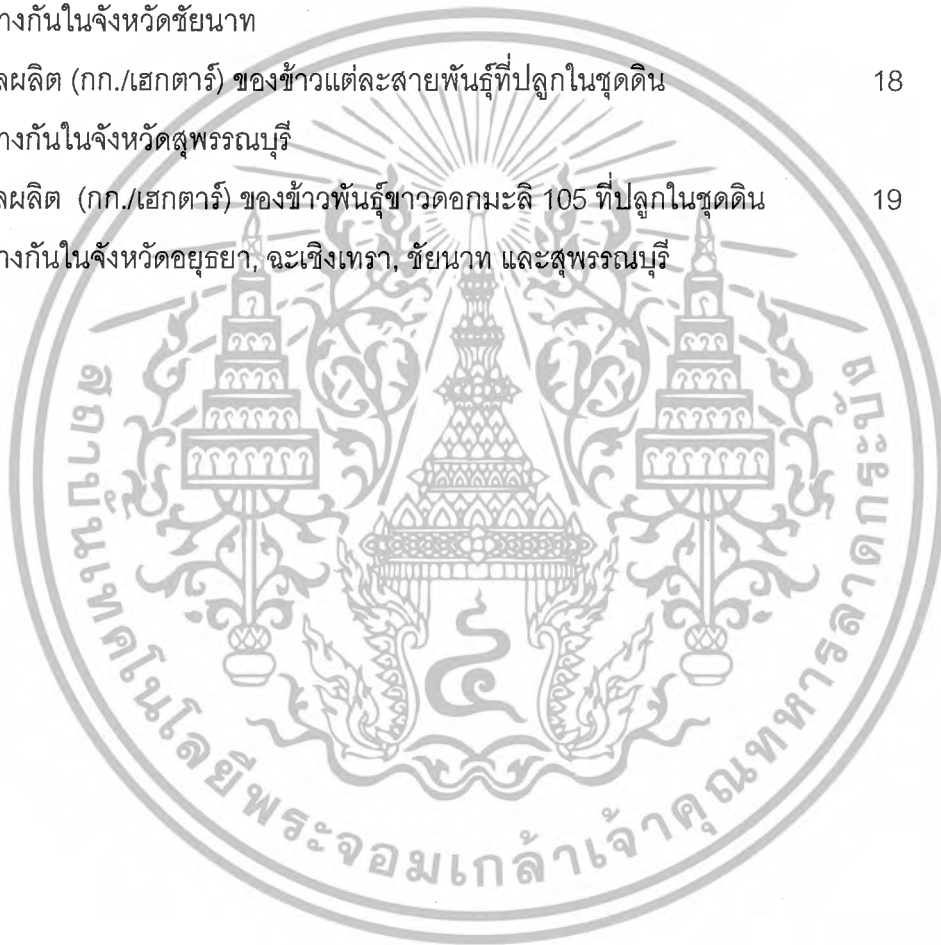 างกันในจังหวัดชัยนาท
ลผลิต (กก./เฮกตาร์) ของข้าวแต่ละสายพันธุ์ที่ปลูกในชุดดิน 18
างกันในจังหวัดสุพรรณบุรี
ลผลิต (กก./เฮกตาร์) ของข้าวพันธุ์ขาวดอกมะลิ 105 ที่ปลูกในชุดดิน 19
างกันในจังหวัดอยุธยา, ฉะเชิงเทรา, ชัยนาท และสุพรรณบุรี
สถาบันเทคโนโลยีพระจอมเกล้าเจ้าคุณทหารลาดกระบัง